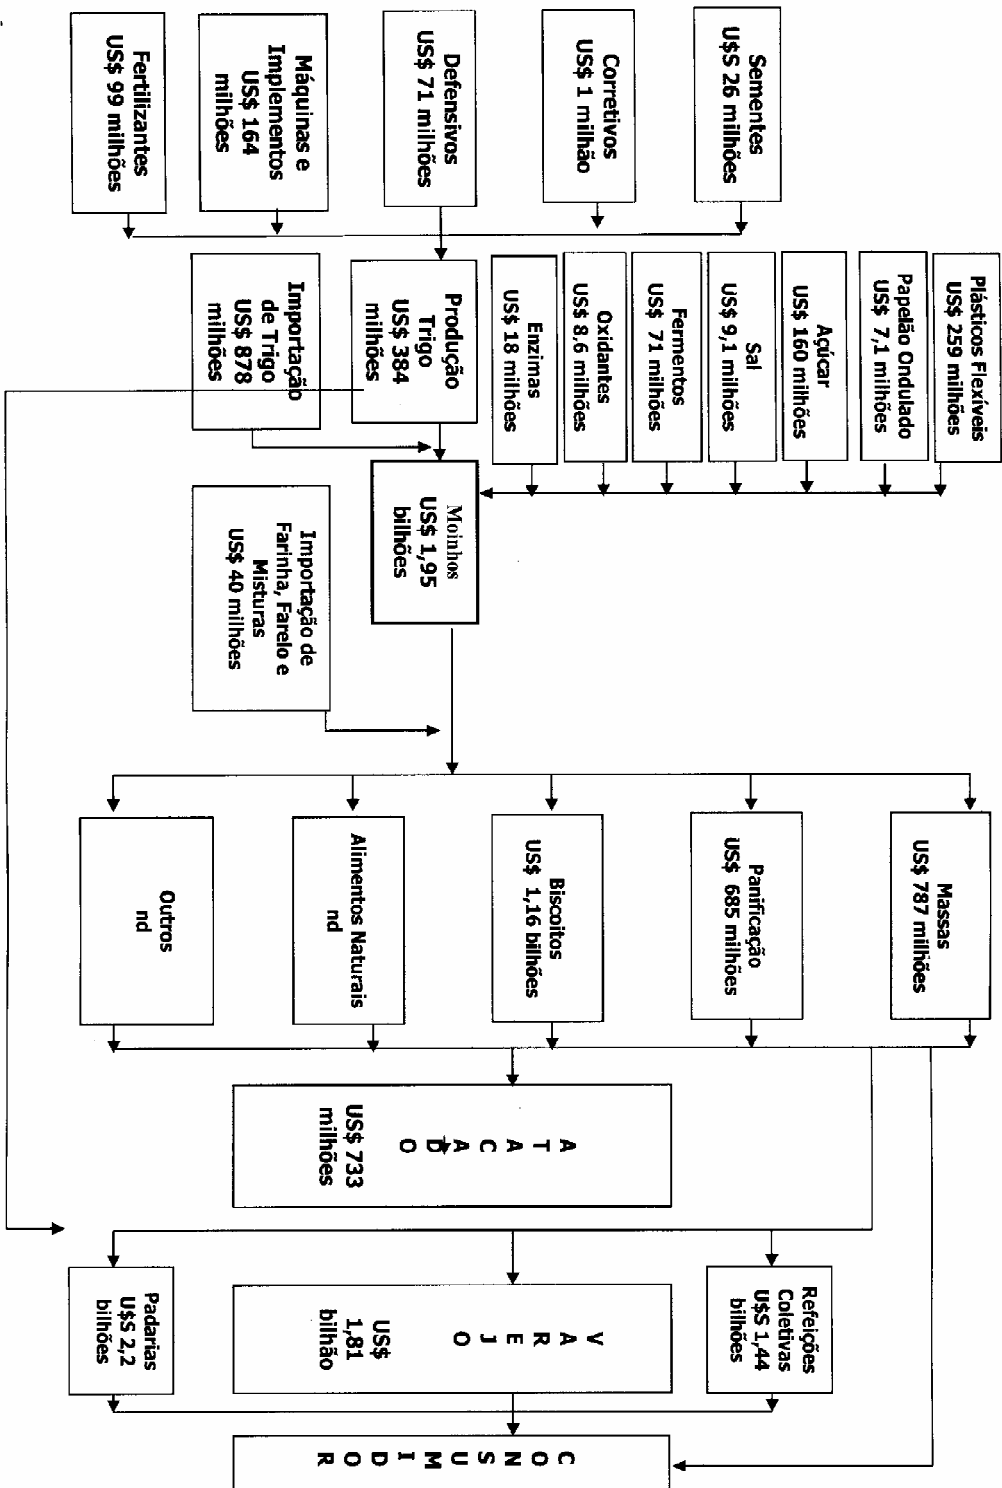 Sementes
U$S 26 milhões
Corretivos
US$ 1 milhão
Defensivos
US$ 71 milhões
Máquinas e
Implementos
US$ 164
milhões
Fertilizantes
US$ 99 milhões
Plásticos Flexíveis
US$ 259 milhões
Papelão Ondulado
US$ 7,1 milhões
Açúcar
US$ 160 milhões
Sal
US$ 9,1 milhões
Fermentos
US$ 71 milhões
Oxidantes
US$ 8,6 milhões
Enzimas
US$ 18 milhões
Produção
Trigo
US$ 384
milhões
Importação
de Trigo
US$ 878
milhões
Moinhos
US$ 1,95
bilhões
Importação de
Farinha, Farelo e
Misturas
US$ 40 milhões
Massas
US$ 787 milhões
Panificação
US$ 685 milhões
Biscoitos
US$ 1,16 bilhões
Alimentos Naturais
nd
Outros
nd
A T A C A D O
US$ 733
milhões
Refeições
Coletivas
U$S 1,44
bilhões
V A R E J O
US$
1,81
bilhão
Padarias
U$S 2,2
bilhões
C O N S U M I D O R